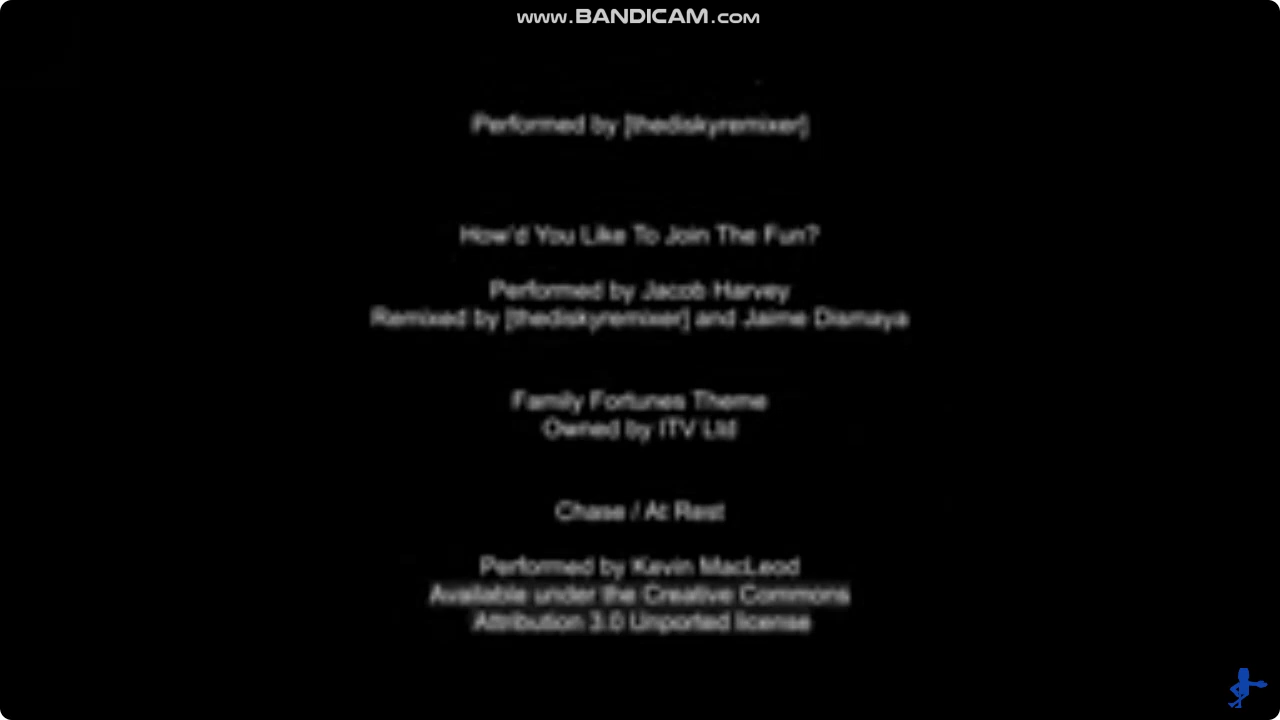 www.BANDICAM.com
Performed by [thediskyremixer]
How'd You Like To Join The Fun?
Performed by Jacob Harvey
Remixed by [thediskyremixer] and Jaime Dismaya
Family Fortunes Theme
Owned by ITV Ltd
Chase / At Rest
Performed by Kevin MacLeod
Available under the Creative Commons
Attribution 3.0 Unported license